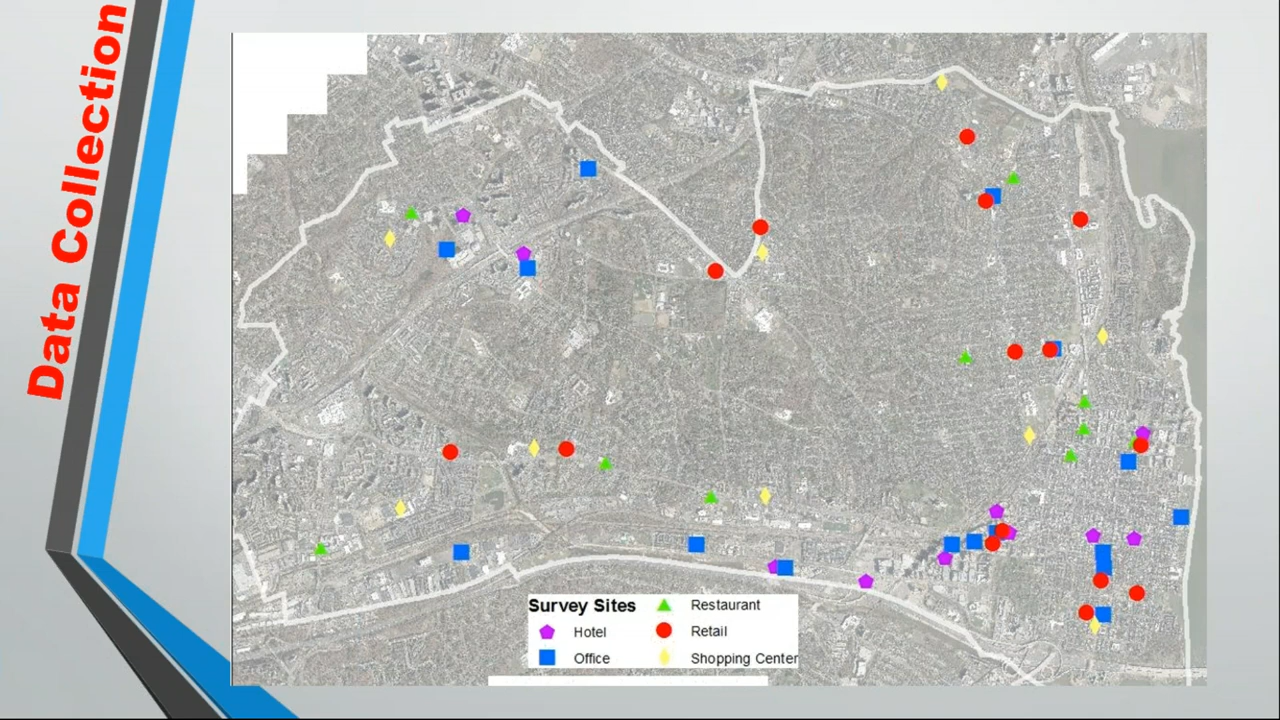 Data Collection
Survey Sites
Hotel
Office
Restaurant
Retail
Shopping Center